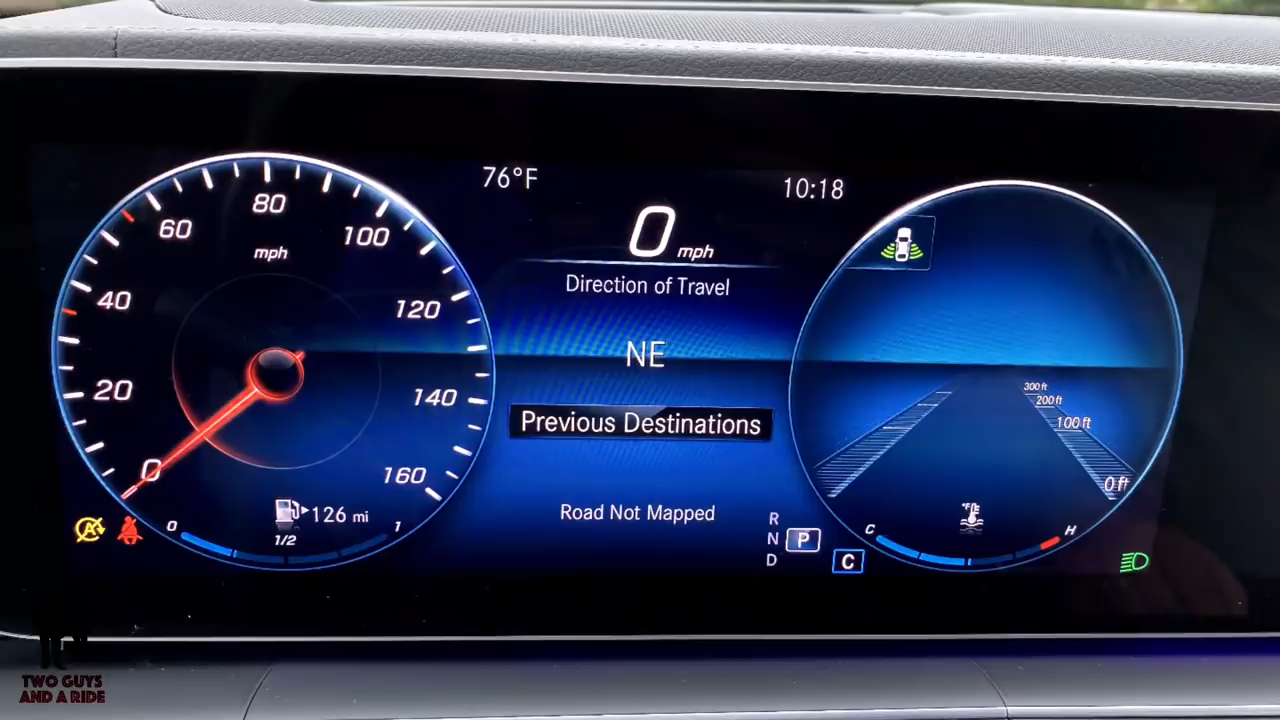 76°F
10:18
0 mph
Direction of Travel
NE
Previous Destinations
Road Not Mapped
0
20
40
60
80
100
120
140
160
mph
A
126 mi
0
1/2
1
R
N
D
P
C
300 ft
200 ft
100 ft
0 ft
°F
C
H
TWO GUYS
AND A RIDE